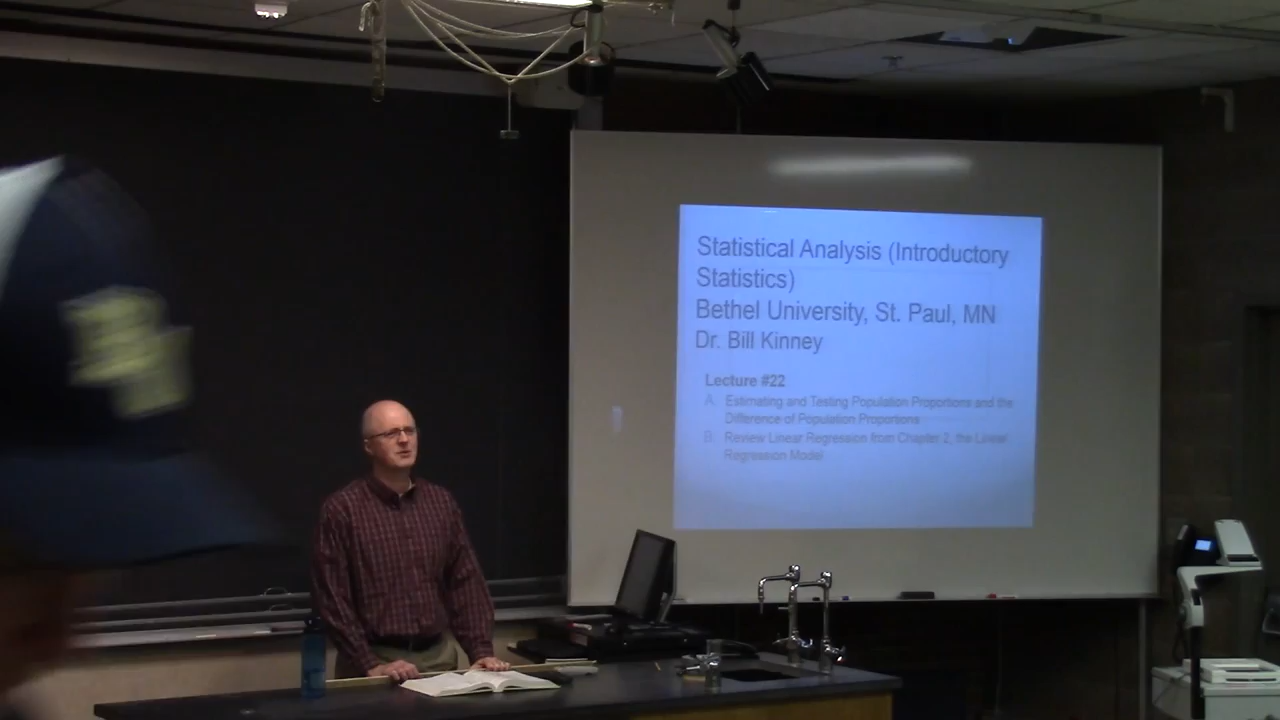 Statistical Analysis (Introductory
Statistics)
Bethel University, St. Paul, MN
Dr. Bill Kinney
Lecture #22
A. Estimating and Testing Population Proportions and the
Difference of Population Proportions
B. Review Linear Regression from Chapter 2, the Linear
Regression Model